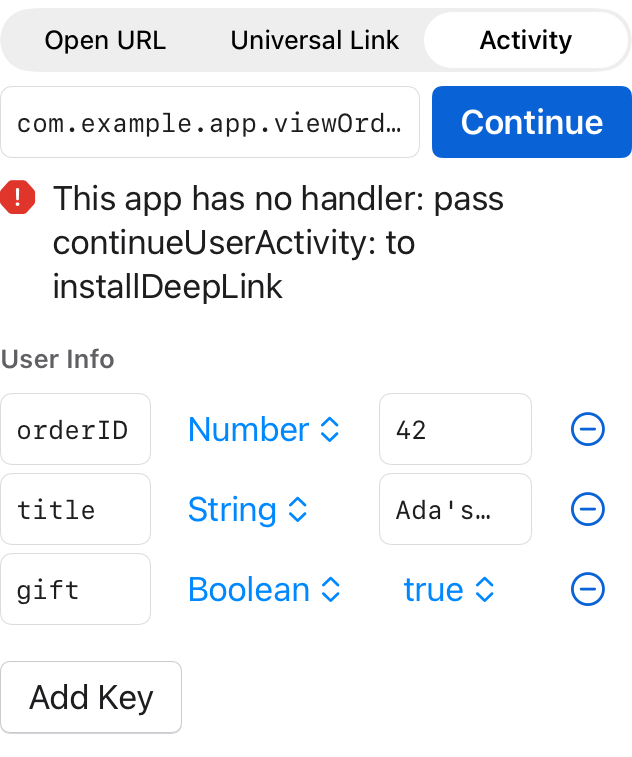 Open URL Universal Link Activity
com.example.app.viewOrd… Continue
! This app has no handler: pass
continueUserActivity: to
installDeepLink
User Info
orderID Number 42
title String Ada's…
gift Boolean true
Add Key